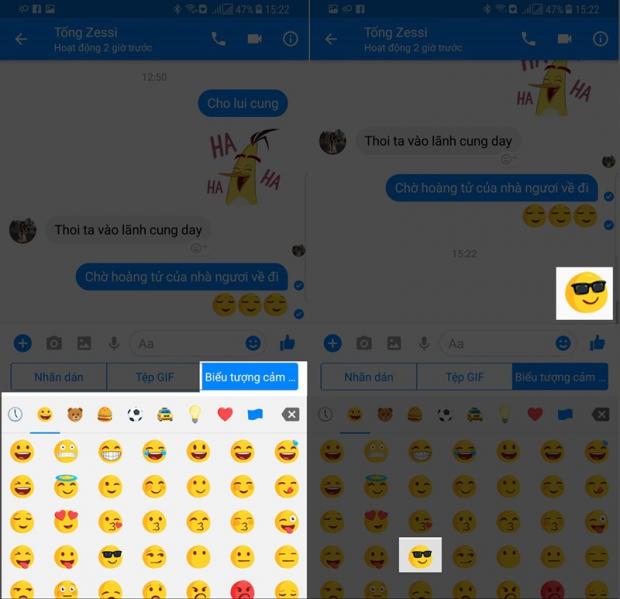 47% 15:22
Tống Zessi
Hoạt động 2 giờ trước
12:50
Cho lui cung
HA
HA
HA
Thoi ta vào lãnh cung day
Chờ hoàng tử của nhà ngươi về đi
Aa
Nhãn dán
Tệp GIF
Biểu tượng cảm ...
47% 15:22
Tống Zessi
Hoạt động 2 giờ trước
HA
HA
Thoi ta vào lãnh cung day
Chờ hoàng tử của nhà ngươi về đi
15:22
Aa
Nhãn dán
Tệp GIF
Biểu tượng cảm ...